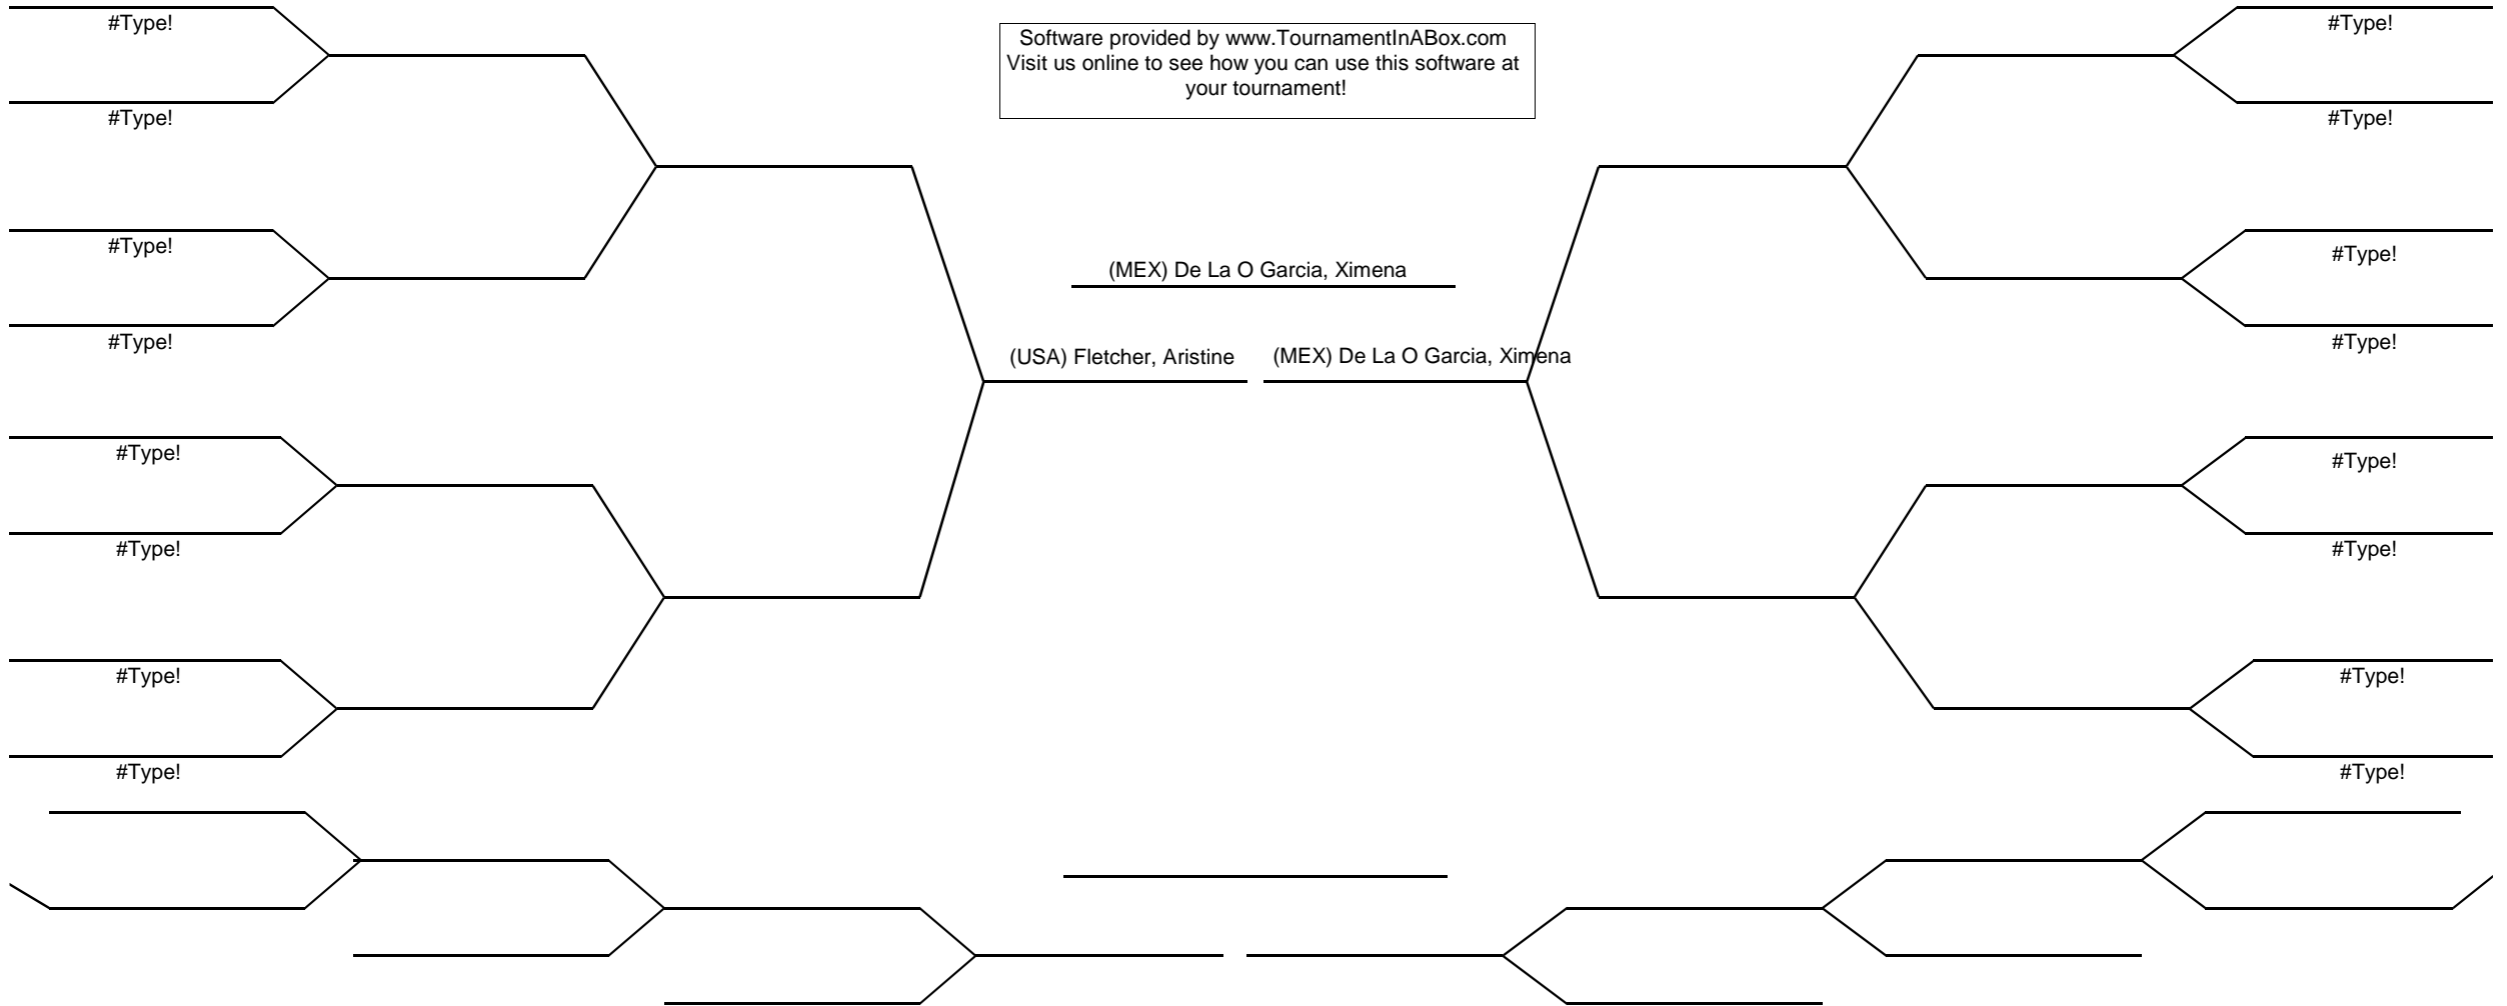 #Type!
#Type!
Software provided by www.TournamentInABox.com
Visit us online to see how you can use this software at
your tournament!
#Type!
#Type!
#Type!
#Type!
(MEX) De La O Garcia, Ximena
#Type!
#Type!
(USA) Fletcher, Aristine
(MEX) De La O Garcia, Ximena
#Type!
#Type!
#Type!
#Type!
#Type!
#Type!
#Type!
#Type!